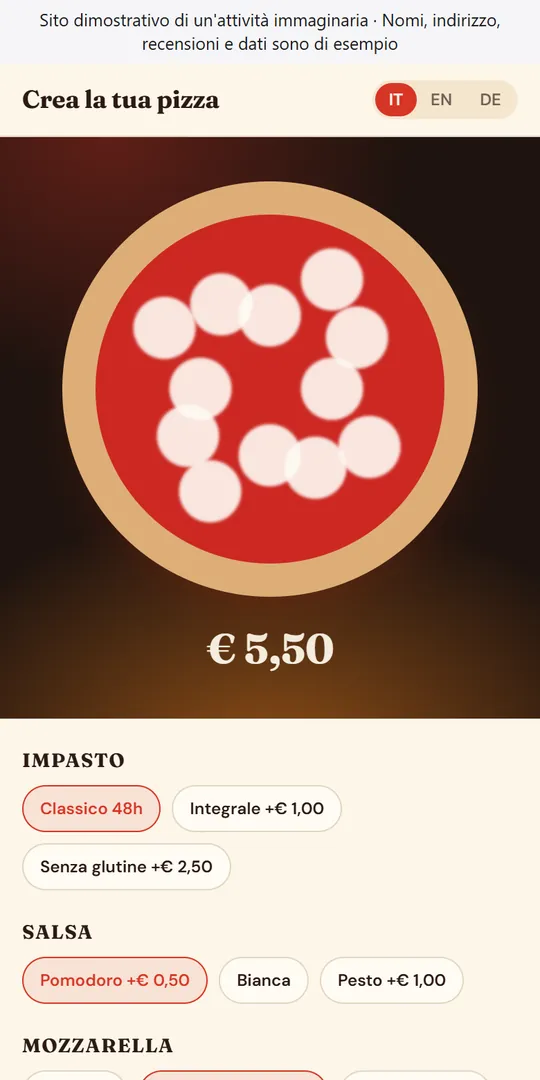 Sito dimostrativo di un'attività immaginaria · Nomi, indirizzo,
recensioni e dati sono di esempio
Crea la tua pizza
IT EN DE
€ 5,50
IMPASTO
Classico 48h Integrale +€ 1,00
Senza glutine +€ 2,50
SALSA
Pomodoro +€ 0,50 Bianca Pesto +€ 1,00
MOZZARELLA